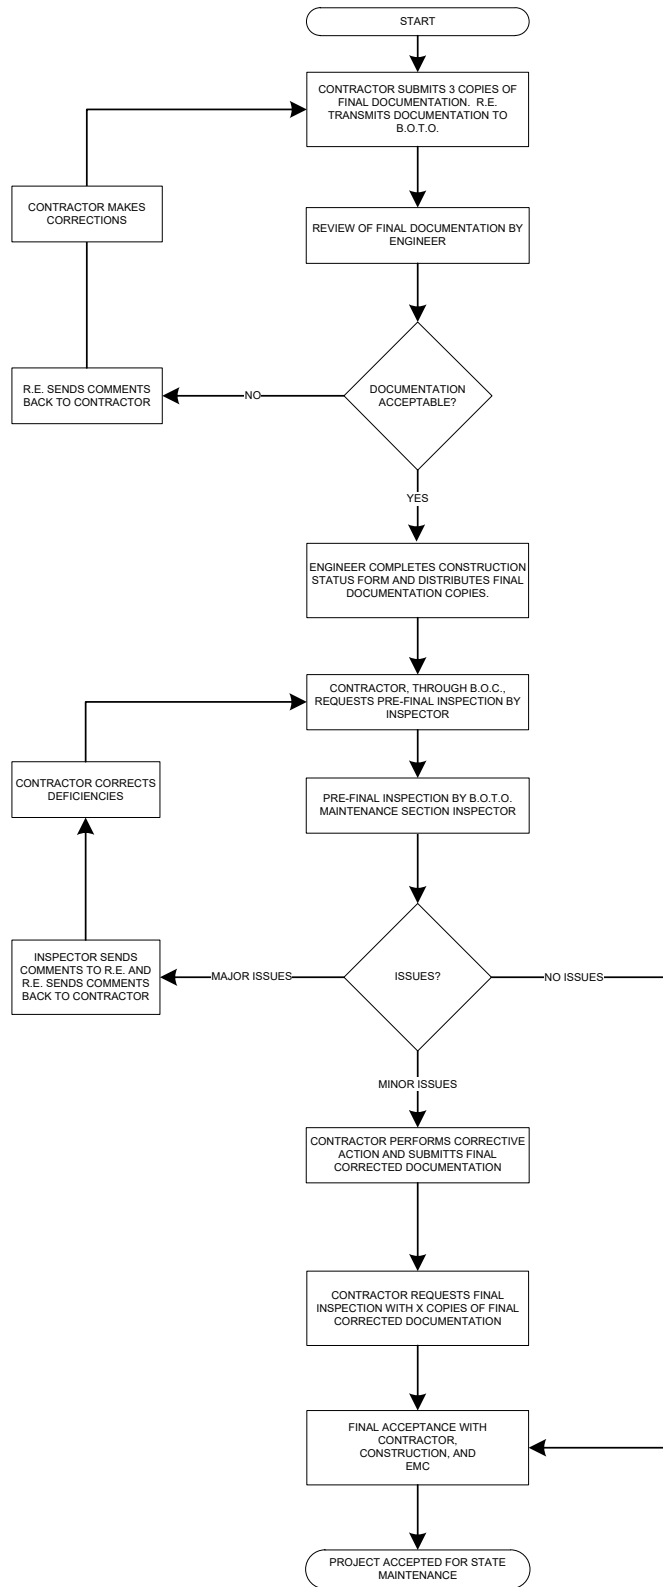 START
CONTRACTOR SUBMITS 3 COPIES OF
FINAL DOCUMENTATION. R.E.
TRANSMITS DOCUMENTATION TO
B.O.T.O.
CONTRACTOR MAKES
CORRECTIONS
REVIEW OF FINAL DOCUMENTATION BY
ENGINEER
R.E. SENDS COMMENTS
BACK TO CONTRACTOR
NO
DOCUMENTATION
ACCEPTABLE?
YES
ENGINEER COMPLETES CONSTRUCTION
STATUS FORM AND DISTRIBUTES FINAL
DOCUMENTATION COPIES.
CONTRACTOR, THROUGH B.O.C.,
REQUESTS PRE-FINAL INSPECTION BY
INSPECTOR
CONTRACTOR CORRECTS
DEFICIENCIES
PRE-FINAL INSPECTION BY B.O.T.O.
MAINTENANCE SECTION INSPECTOR
INSPECTOR SENDS
COMMENTS TO R.E. AND
R.E. SENDS COMMENTS
BACK TO CONTRACTOR
MAJOR ISSUES
ISSUES?
NO ISSUES
MINOR ISSUES
CONTRACTOR PERFORMS CORRECTIVE
ACTION AND SUBMITTS FINAL
CORRECTED DOCUMENTATION
CONTRACTOR REQUESTS FINAL
INSPECTION WITH X COPIES OF FINAL
CORRECTED DOCUMENTATION
FINAL ACCEPTANCE WITH
CONTRACTOR,
CONSTRUCTION, AND
EMC
PROJECT ACCEPTED FOR STATE
MAINTENANCE